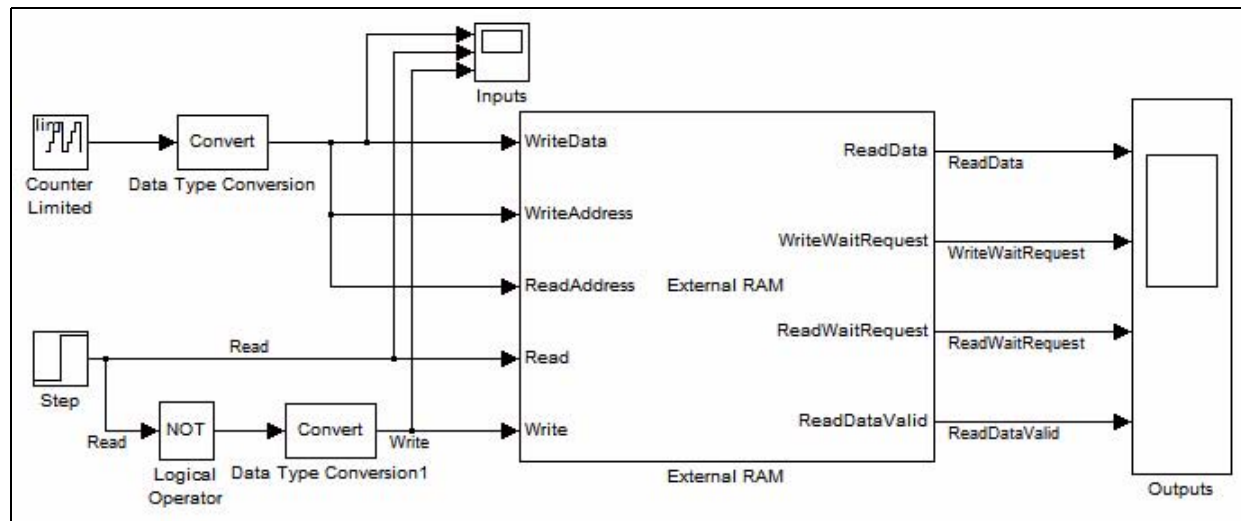 Inputs
lim
Counter
Limited
Convert
Data Type Conversion
WriteData
WriteAddress
ReadAddress
Read
Write
External RAM
ReadData
WriteWaitRequest
ReadWaitRequest
ReadDataValid
External RAM
ReadData
WriteWaitRequest
ReadWaitRequest
ReadDataValid
Outputs
Step
Read
Read
NOT
Logical
Operator
Convert
Data Type Conversion1
Write